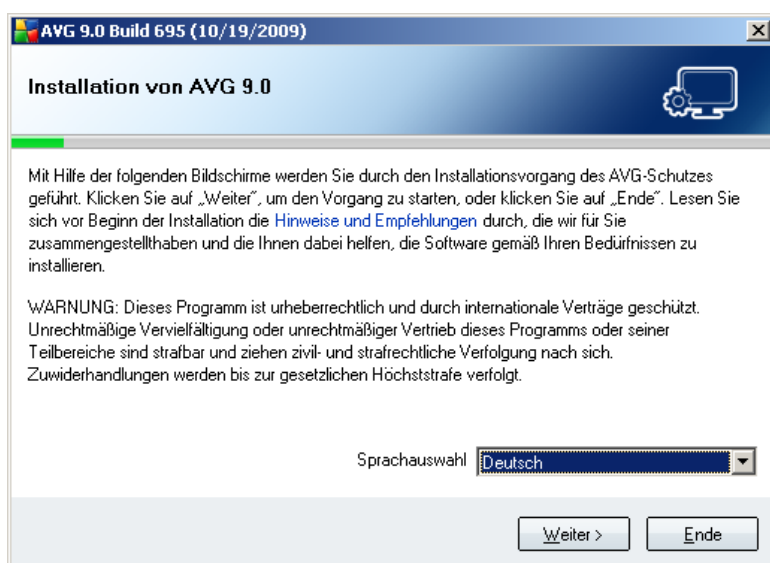 AVG 9.0 Build 695 (10/19/2009)
Installation von AVG 9.0
Mit Hilfe der folgenden Bildschirme werden Sie durch den Installationsvorgang des AVG-Schutzes
geführt. Klicken Sie auf „Weiter", um den Vorgang zu starten, oder klicken Sie auf „Ende". Lesen Sie
sich vor Beginn der Installation die Hinweise und Empfehlungen durch, die wir für Sie
zusammengestellthaben und die Ihnen dabei helfen, die Software gemäß Ihren Bedürfnissen zu
installieren.
WARNUNG: Dieses Programm ist urheberrechtlich und durch internationale Verträge geschützt.
Unrechtmäßige Vervielfältigung oder unrechtmäßiger Vertrieb dieses Programms oder seiner
Teilbereiche sind strafbar und ziehen zivil- und strafrechtliche Verfolgung nach sich.
Zuwiderhandlungen werden bis zur gesetzlichen Höchststrafe verfolgt.
Sprachauswahl Deutsch
Weiter > Ende